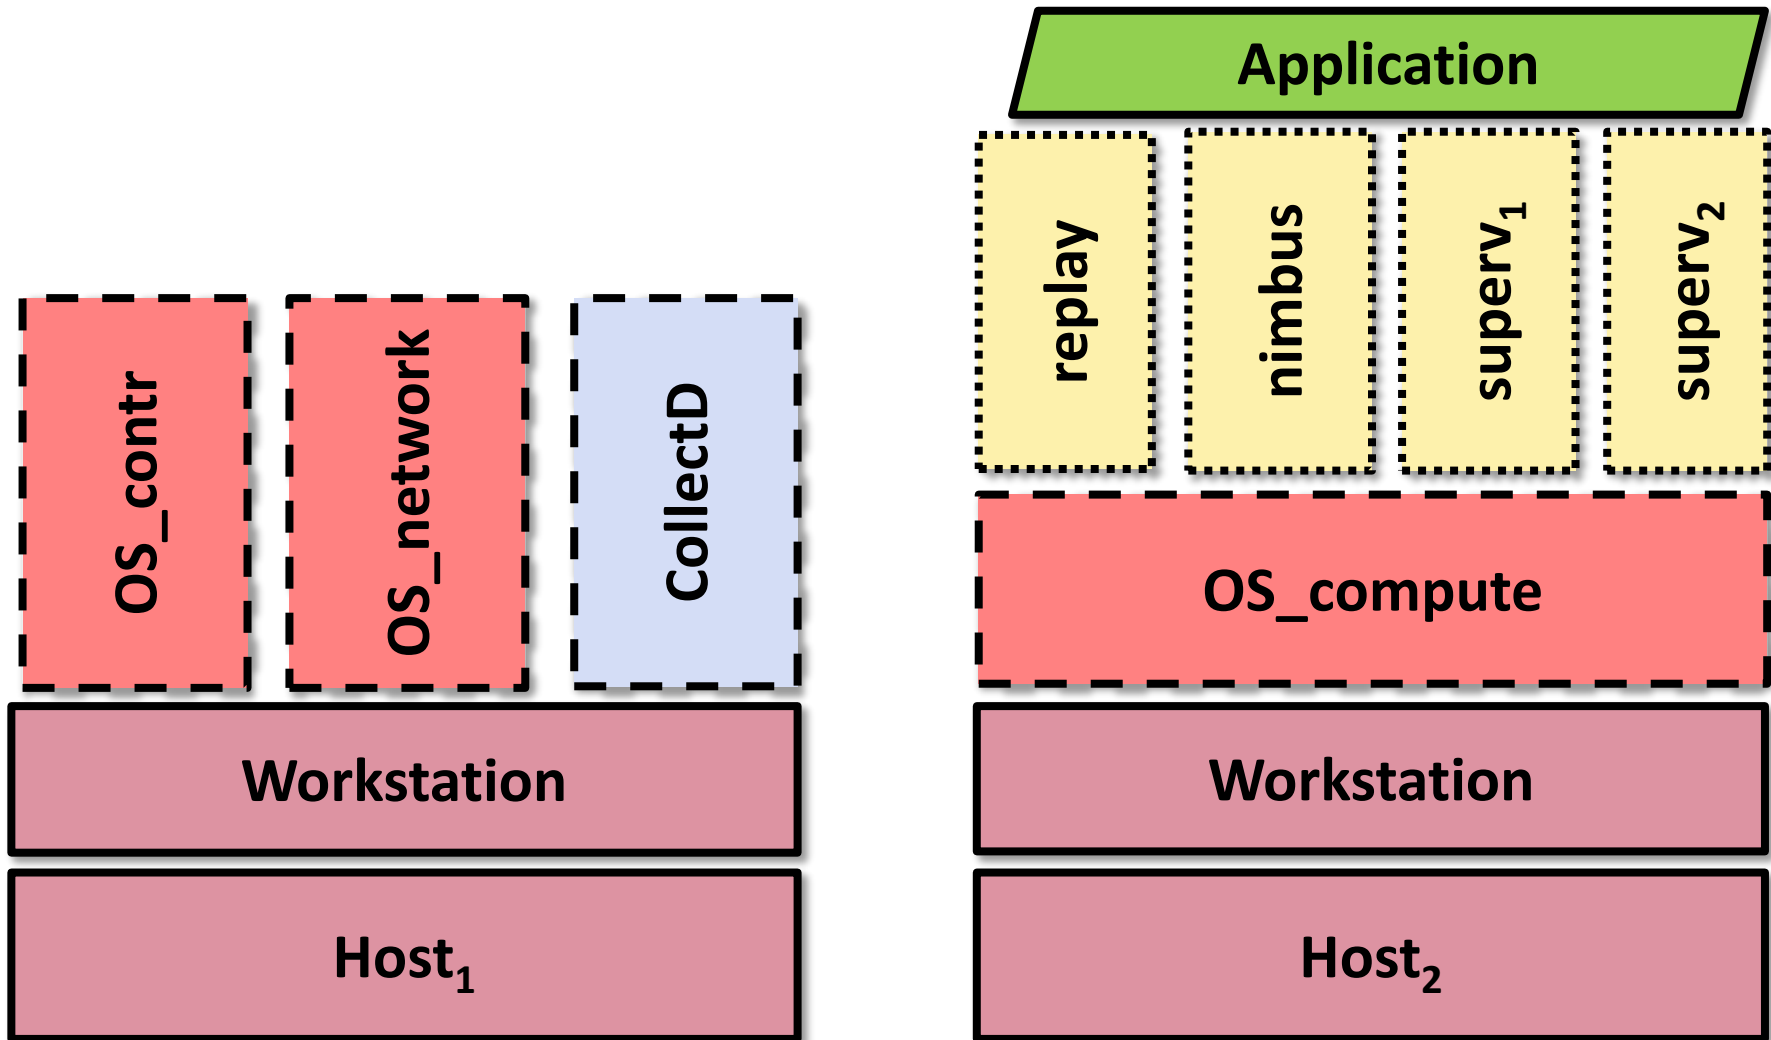 Application
replay
nimbus
superv₁
superv₂
OS_contr
OS_network
CollectD
OS_compute
Workstation
Workstation
Host₁
Host₂